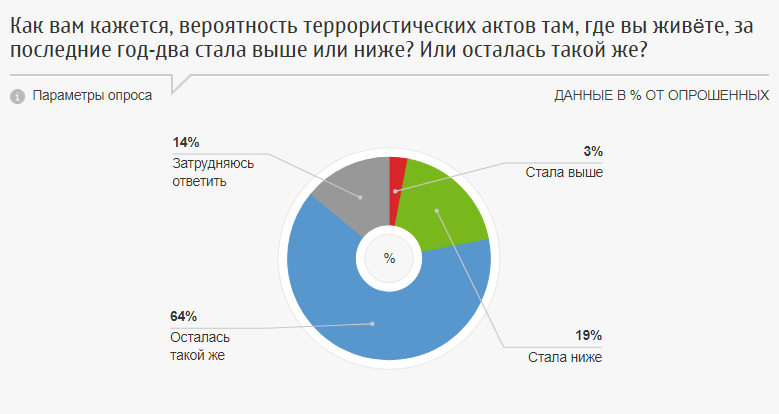 Как вам кажется, вероятность террористических актов там, где вы живёте, за
последние год-два стала выше или ниже? Или осталась такой же?
i Параметры опроса
ДАННЫЕ В % ОТ ОПРОШЕННЫХ
14%
Затрудняюсь
ответить
3%
Стала выше
%
64%
Осталась
такой же
19%
Стала ниже